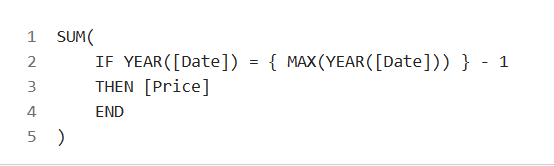 1 SUM(
2     IF YEAR([Date]) = { MAX(YEAR([Date])) } - 1
3     THEN [Price]
4     END
5 )